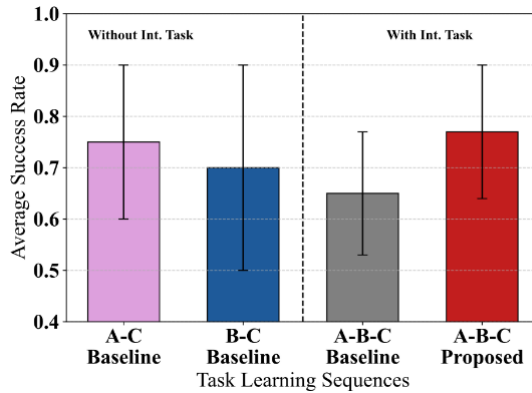 Without Int. Task
With Int. Task
1.0
0.9
0.8
0.7
0.6
0.5
0.4
Average Success Rate
A-C
Baseline
B-C
Baseline
A-B-C
Baseline
A-B-C
Proposed
Task Learning Sequences